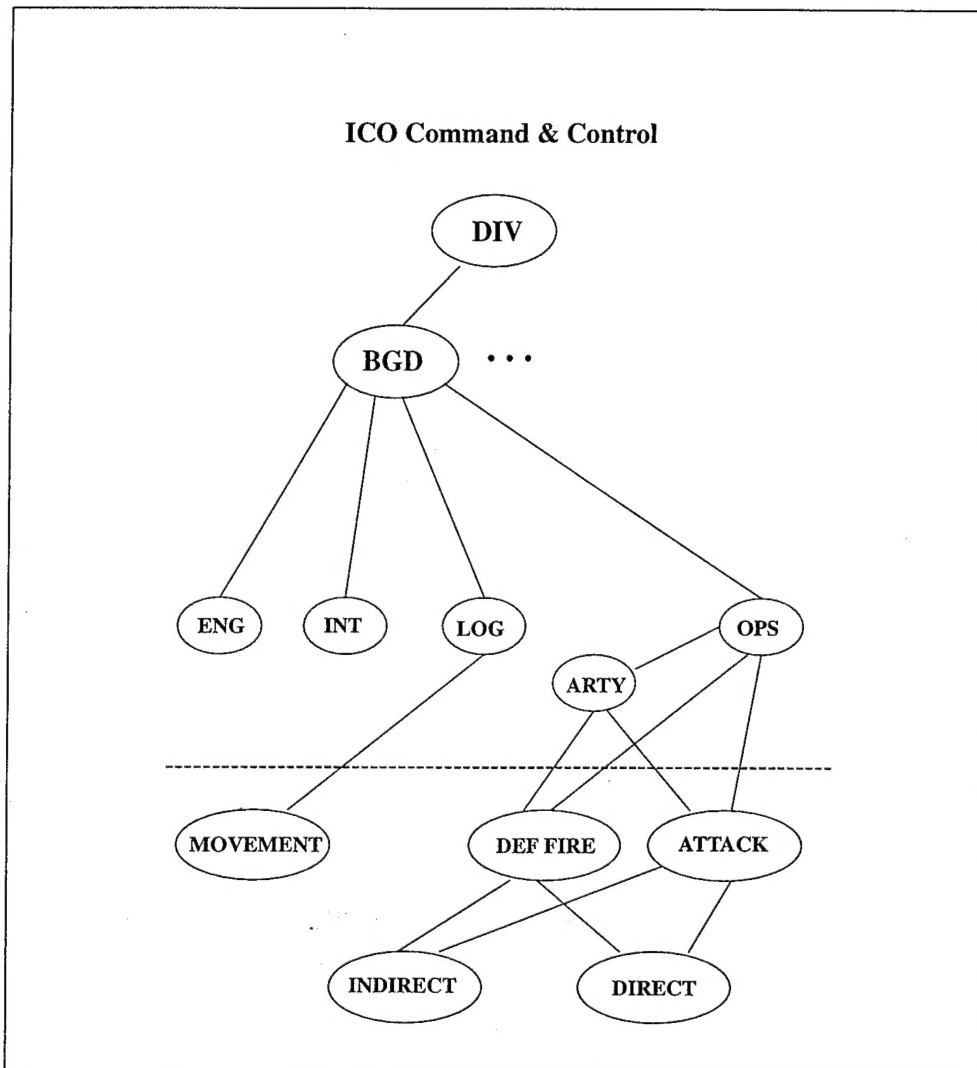 ICO Command & Control
DIV
BGD ...
ENG INT LOG OPS
ARTY
MOVEMENT DEF FIRE ATTACK
INDIRECT DIRECT